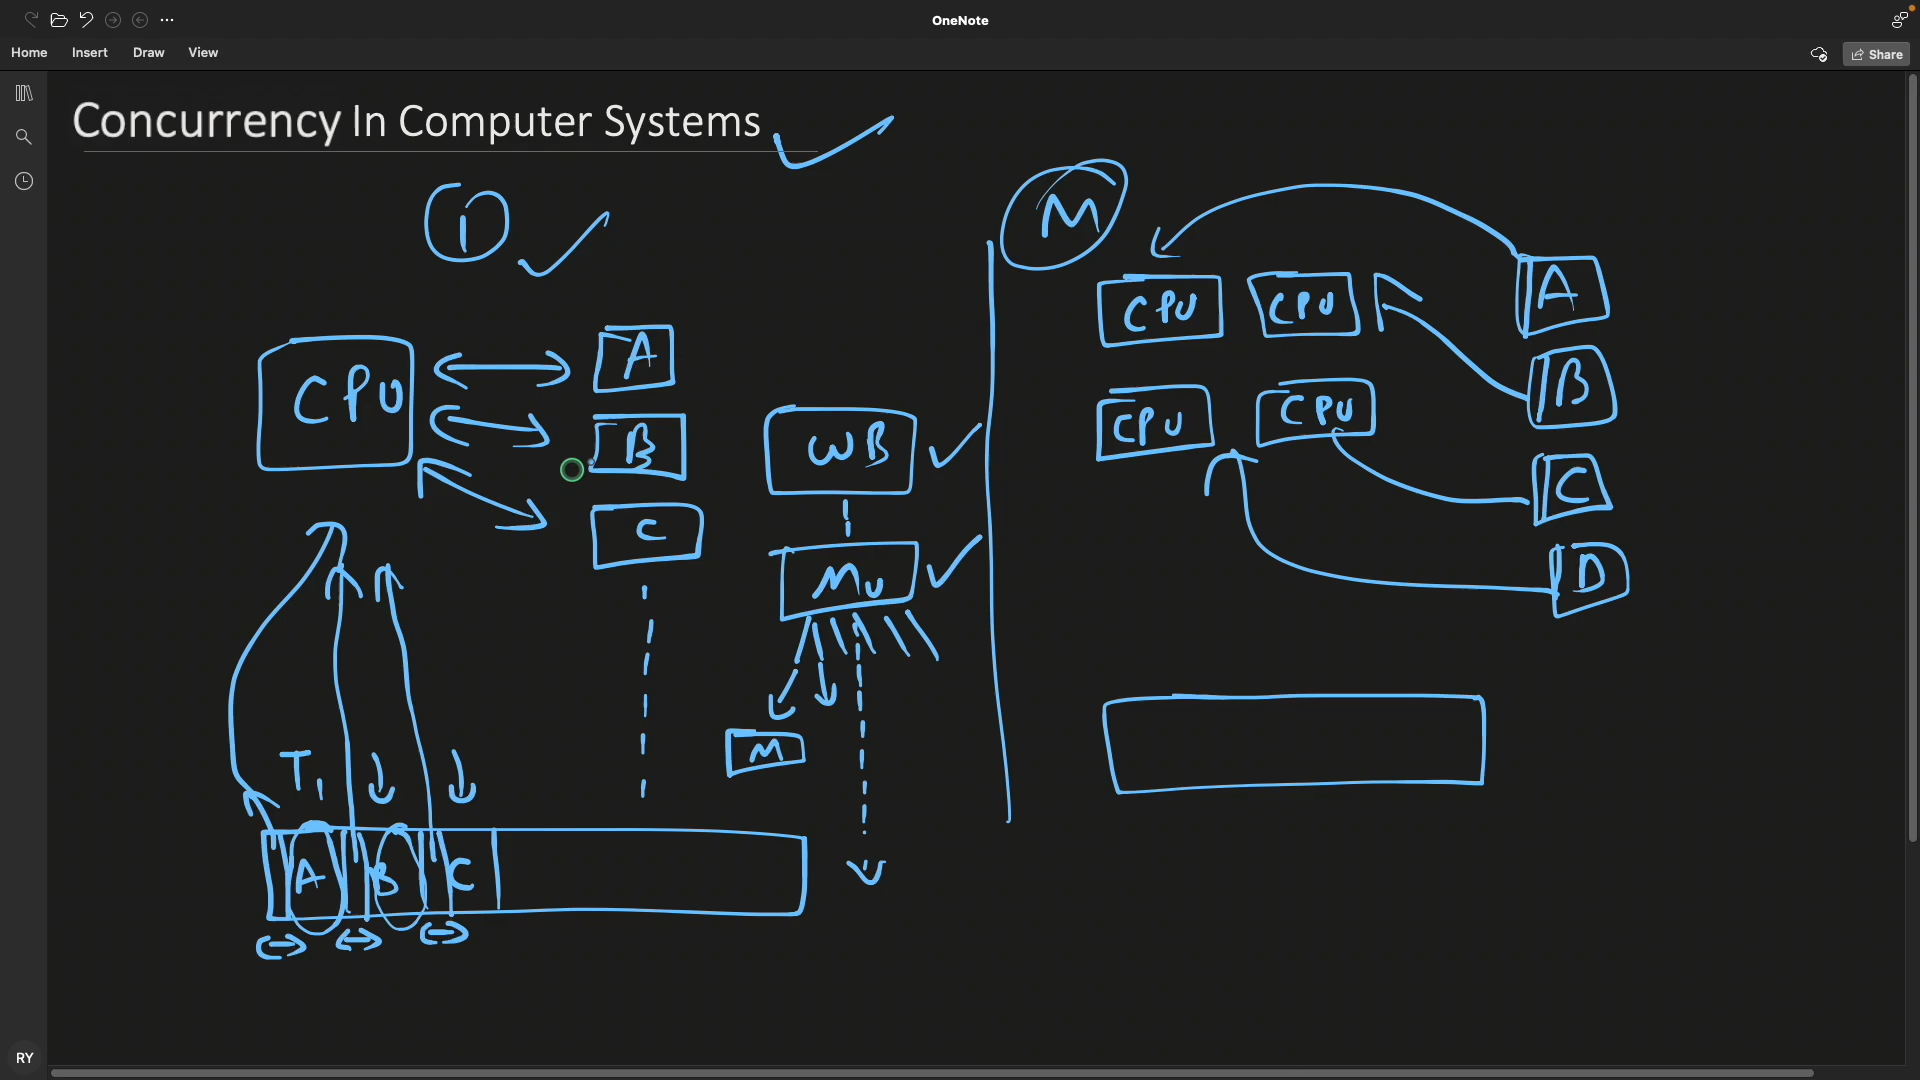 OneNote
Home Insert Draw View
Share
Concurrency In Computer Systems
1
M
CPU
A
B
C
WB
Mu
M
T1
A B C
CPU CPU
CPU CPU
A
B
C
D
RY